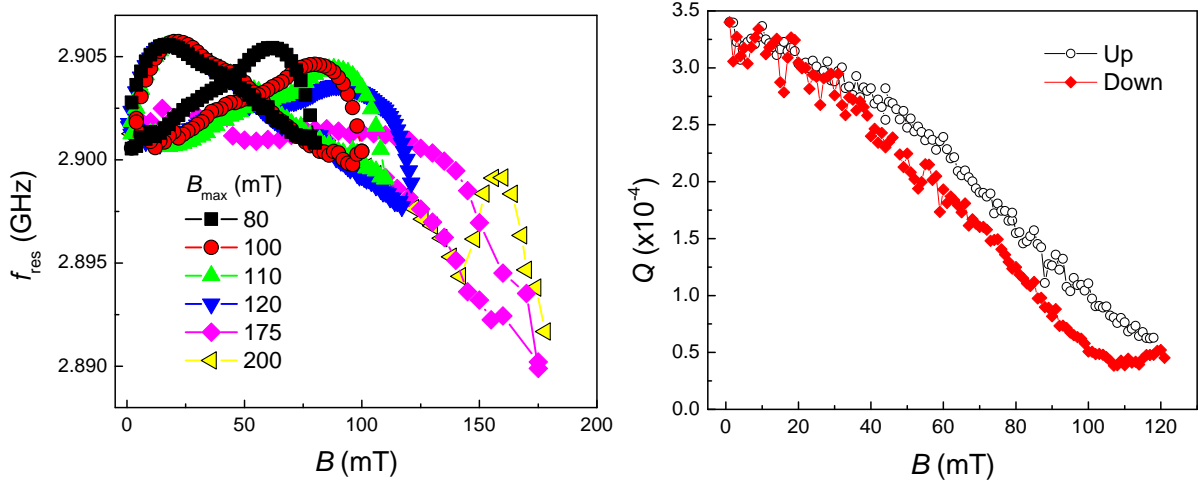 2.905
2.900
2.895
2.890
f_res (GHz)
B_max (mT)
80
100
110
120
175
200
0 50 100 150 200
B (mT)
3.5
3.0
2.5
2.0
1.5
1.0
0.5
0.0
Q (x10^-4)
Up
Down
0 20 40 60 80 100 120
B (mT)